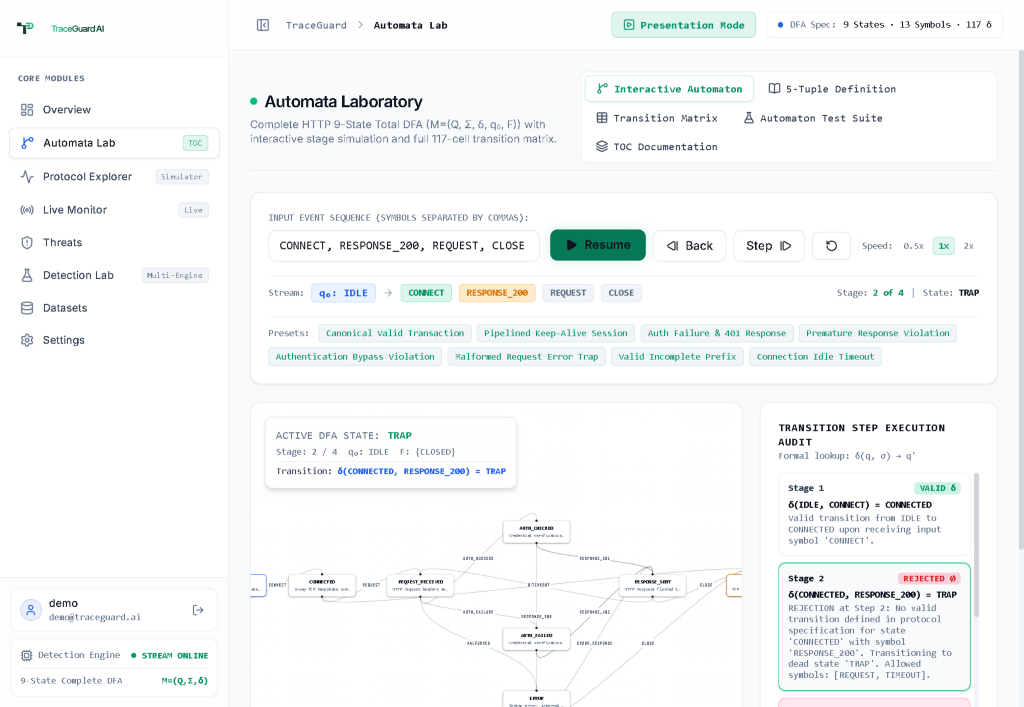 TraceGuard AI
TraceGuard > Automata Lab
Presentation Mode
DFA Spec: 9 States · 13 Symbols · 117 δ
CORE MODULES
Overview
Automata Lab TOC
Protocol Explorer Simulator
Live Monitor Live
Threats
Detection Lab Multi-Engine
Datasets
Settings
demo
demo@traceguard.ai
Detection Engine STREAM ONLINE
9-State Complete DFA M=(Q,Σ,δ)
Automata Laboratory
Complete HTTP 9-State Total DFA (M=(Q, Σ, δ, q₀, F)) with
interactive stage simulation and full 117-cell transition matrix.
Interactive Automaton
5-Tuple Definition
Transition Matrix
Automaton Test Suite
TOC Documentation
INPUT EVENT SEQUENCE (SYMBOLS SEPARATED BY COMMAS):
CONNECT, RESPONSE_200, REQUEST, CLOSE
Resume
Back
Step
Speed: 0.5x 1x 2x
Stream: q₀: IDLE → CONNECT RESPONSE_200 REQUEST CLOSE
Stage: 2 of 4 | State: TRAP
Presets: Canonical Valid Transaction Pipelined Keep-Alive Session Auth Failure & 401 Response Premature Response Violation
Authentication Bypass Violation Malformed Request Error Trap Valid Incomplete Prefix Connection Idle Timeout
ACTIVE DFA STATE: TRAP
Stage: 2 / 4 q₀: IDLE F: {CLOSED}
Transition: δ(CONNECTED, RESPONSE_200) = TRAP
AUTH_CHECKED
Credential verification…
AUTH_SUCCESS
CONNECT
CONNECTED
REQUEST
REQUEST_RECEIVED
TIMEOUT
RESPONSE_SENT
CLOSE
AUTH_FAILURE
AUTH_FAILED
Credential verification…
MALFORMED
ERROR_RESPONSE
CLOSE
ERROR
TRANSITION STEP EXECUTION
AUDIT
Formal lookup: δ(q, σ) → q'
Stage 1 VALID δ
δ(IDLE, CONNECT) = CONNECTED
Valid transition from IDLE to
CONNECTED upon receiving input
symbol 'CONNECT'.
Stage 2 REJECTED Ø
δ(CONNECTED, RESPONSE_200) = TRAP
REJECTION at Step 2: No valid
transition defined in protocol
specification for state
'CONNECTED' with symbol
'RESPONSE_200'. Transitioning to
dead state 'TRAP'. Allowed
symbols: [REQUEST, TIMEOUT].